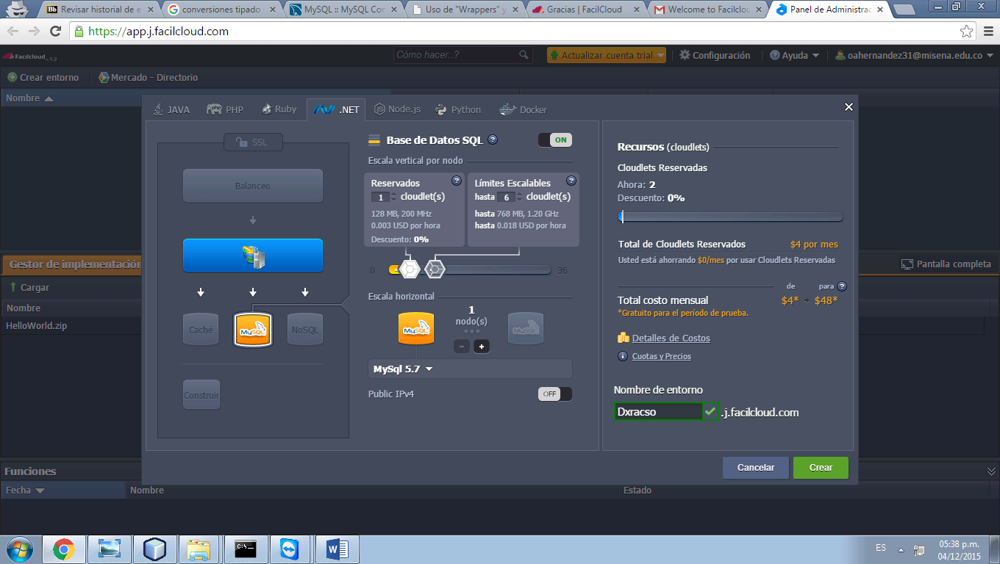 Revisar historial de e
conversiones tipado
MySQL :: MySQL Con
Uso de "Wrappers" y
Gracias | FacilCloud
Welcome to Facilclou
Panel de Administrac
https://app.j.facilcloud.com
Facilcloud v. 4.2
Cómo hacer..?
Actualizar cuenta trial
Configuración
Ayuda
oahernandez31@misena.edu.co
Crear entorno
Mercado - Directorio
Nombre
JAVA
PHP
Ruby
.NET
Node.js
Python
Docker
SSL
Balanceo
Caché
MySQL
NoSQL
Construir
Base de Datos SQL
ON
Escala vertical por nodo
Reservados
1 cloudlet(s)
128 MB, 200 MHz
0.003 USD por hora
Descuento: 0%
Límites Escalables
hasta 6 cloudlet(s)
hasta 768 MB, 1.20 GHz
hasta 0.018 USD por hora
0
36
Escala horizontal
MySQL
1
nodo(s)
MySQL
MySql 5.7
Public IPv4
OFF
Recursos (cloudlets)
Cloudlets Reservadas
Ahora: 2
Descuento: 0%
Total de Cloudlets Reservados $4 por mes
Usted está ahorrando $0/mes por usar Cloudlets Reservadas
de para
Total costo mensual $4* $48*
*Gratuito para el período de prueba.
Detalles de Costos
Cuotas y Precios
Nombre de entorno
Dxracso .j.facilcloud.com
Cancelar
Crear
Gestor de implementación
Pantalla completa
Cargar
Nombre
HelloWorld.zip
Funciones
Fecha
Nombre
Estado
ES
05:38 p.m.
04/12/2015